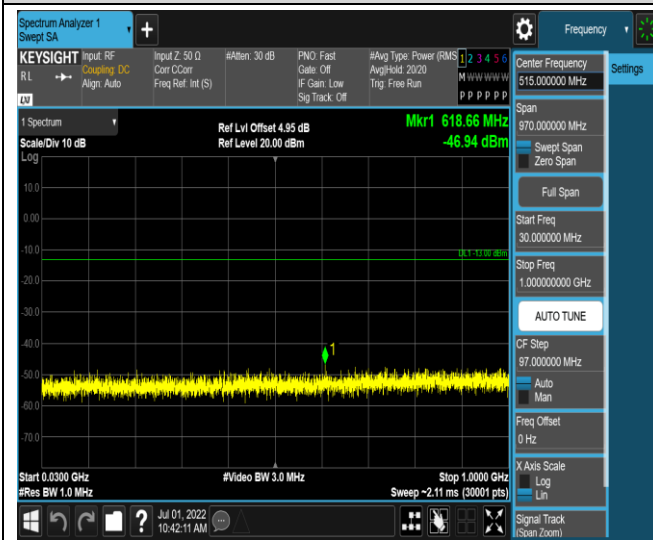 Spectrum Analyzer 1
Swept SA
+
Frequency
KEYSIGHT
RL
LXI
Input: RF
Coupling: DC
Align: Auto
Input Z: 50 Ω
Corr CCorr
Freq Ref: Int (S)
#Atten: 30 dB
PNO: Fast
Gate: Off
IF Gain: Low
Sig Track: Off
#Avg Type: Power (RMS
Avg|Hold: 20/20
Trig: Free Run
1 2 3 4 5 6
M W W W W W
P P P P P P
Settings
Center Frequency
515.000000 MHz
Span
970.000000 MHz
Swept Span
Zero Span
Full Span
Start Freq
30.000000 MHz
Stop Freq
1.000000000 GHz
AUTO TUNE
CF Step
97.000000 MHz
Auto
Man
Freq Offset
0 Hz
X Axis Scale
Log
Lin
Signal Track
(Span Zoom)
1 Spectrum
Scale/Div 10 dB
Ref Lvl Offset 4.95 dB
Ref Level 20.00 dBm
Mkr1 618.66 MHz
-46.94 dBm
Log
10.0
0.00
-10.0
DL1 -13.00 dBm
-20.0
-30.0
-40.0
1
-50.0
-60.0
-70.0
Start 0.0300 GHz
#Res BW 1.0 MHz
#Video BW 3.0 MHz
Stop 1.0000 GHz
Sweep ~2.11 ms (30001 pts)
?
Jul 01, 2022
10:42:11 AM